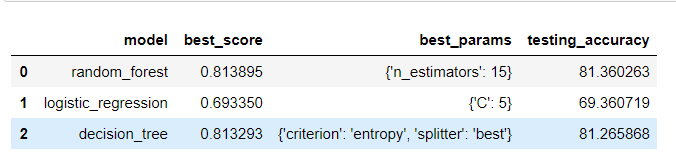 model best_score best_params testing_accuracy
0 random_forest 0.813895 {'n_estimators': 15} 81.360263
1 logistic_regression 0.693350 {'C': 5} 69.360719
2 decision_tree 0.813293 {'criterion': 'entropy', 'splitter': 'best'} 81.265868